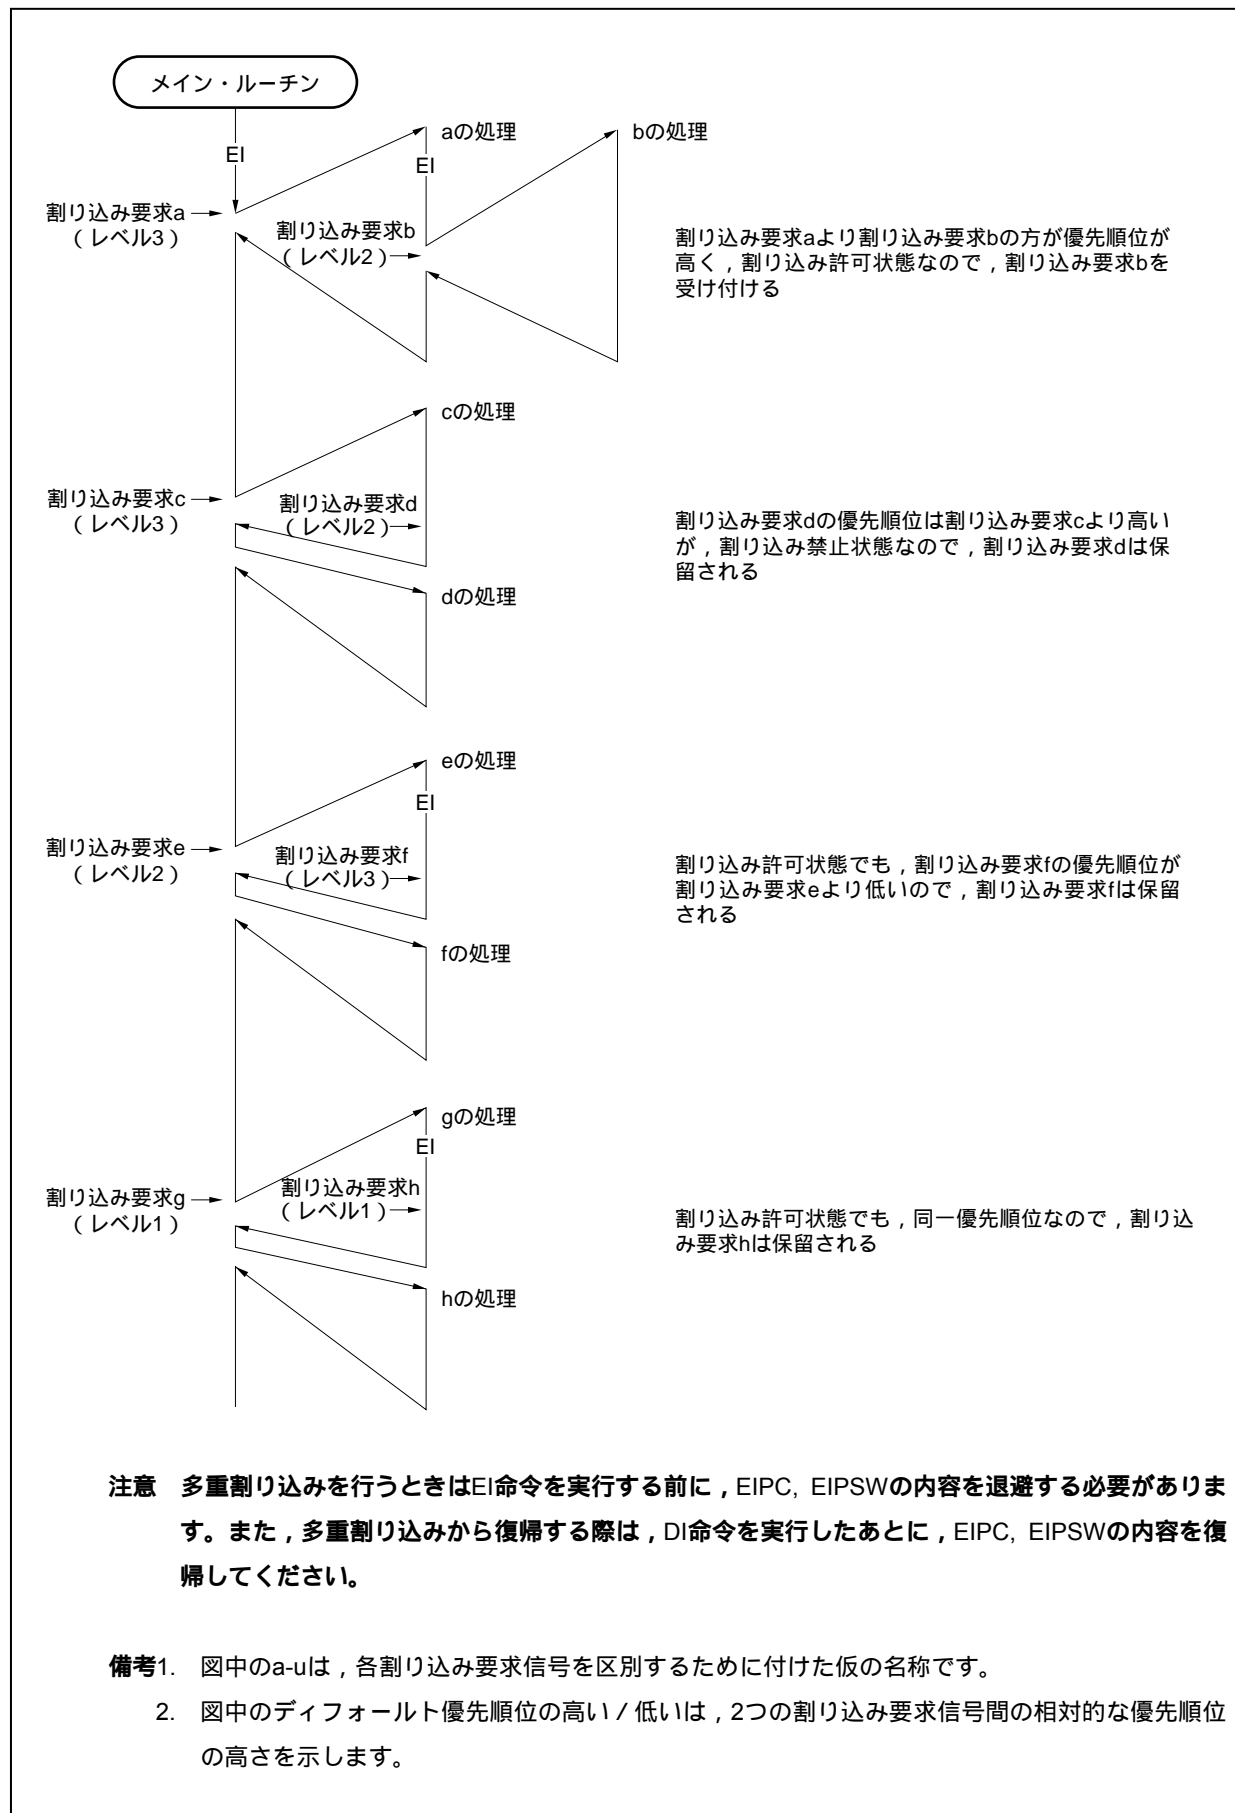 メイン・ルーチン
EI
aの処理
EI
bの処理
割り込み要求a
（レベル3）
割り込み要求b
（レベル2）
割り込み要求aより割り込み要求bの方が優先順位が
高く，割り込み許可状態なので，割り込み要求bを
受け付ける
cの処理
割り込み要求c
（レベル3）
割り込み要求d
（レベル2）
割り込み要求dの優先順位は割り込み要求cより高い
が，割り込み禁止状態なので，割り込み要求dは保
留される
dの処理
eの処理
EI
割り込み要求e
（レベル2）
割り込み要求f
（レベル3）
割り込み許可状態でも，割り込み要求fの優先順位が
割り込み要求eより低いので，割り込み要求fは保留
される
fの処理
gの処理
EI
割り込み要求g
（レベル1）
割り込み要求h
（レベル1）
割り込み許可状態でも，同一優先順位なので，割り込
み要求hは保留される
hの処理
注意 多重割り込みを行うときはEI命令を実行する前に，EIPC, EIPSWの内容を退避する必要がありま
す。また，多重割り込みから復帰する際は，DI命令を実行したあとに，EIPC, EIPSWの内容を復
帰してください。
備考1. 図中のa-uは，各割り込み要求信号を区別するために付けた仮の名称です。
2. 図中のディフォールト優先順位の高い／低いは，2つの割り込み要求信号間の相対的な優先順位
の高さを示します。